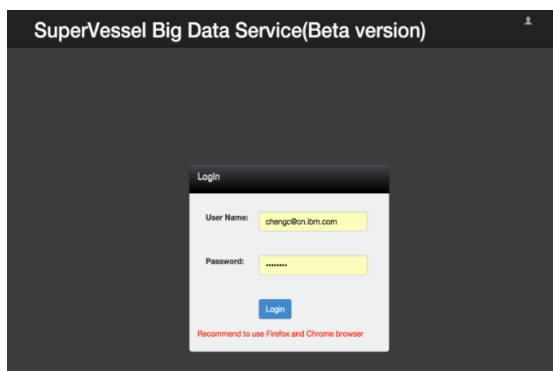 SuperVessel Big Data Service(Beta version)
LogIn
User Name:
chengc@cn.ibm.com
Password:
••••••••
Login
Recommend to use Firefox and Chrome browser